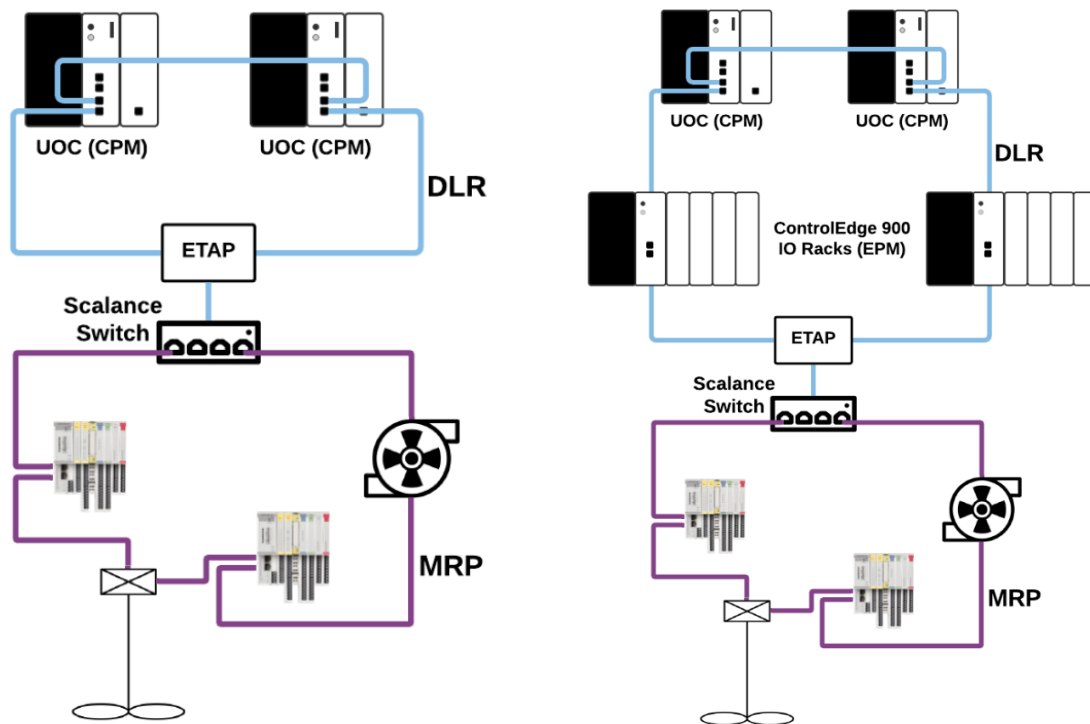 UOC (CPM)
UOC (CPM)
DLR
ETAP
Scalance
Switch
MRP
UOC (CPM)
UOC (CPM)
DLR
ControlEdge 900
IO Racks (EPM)
ETAP
Scalance
Switch
MRP